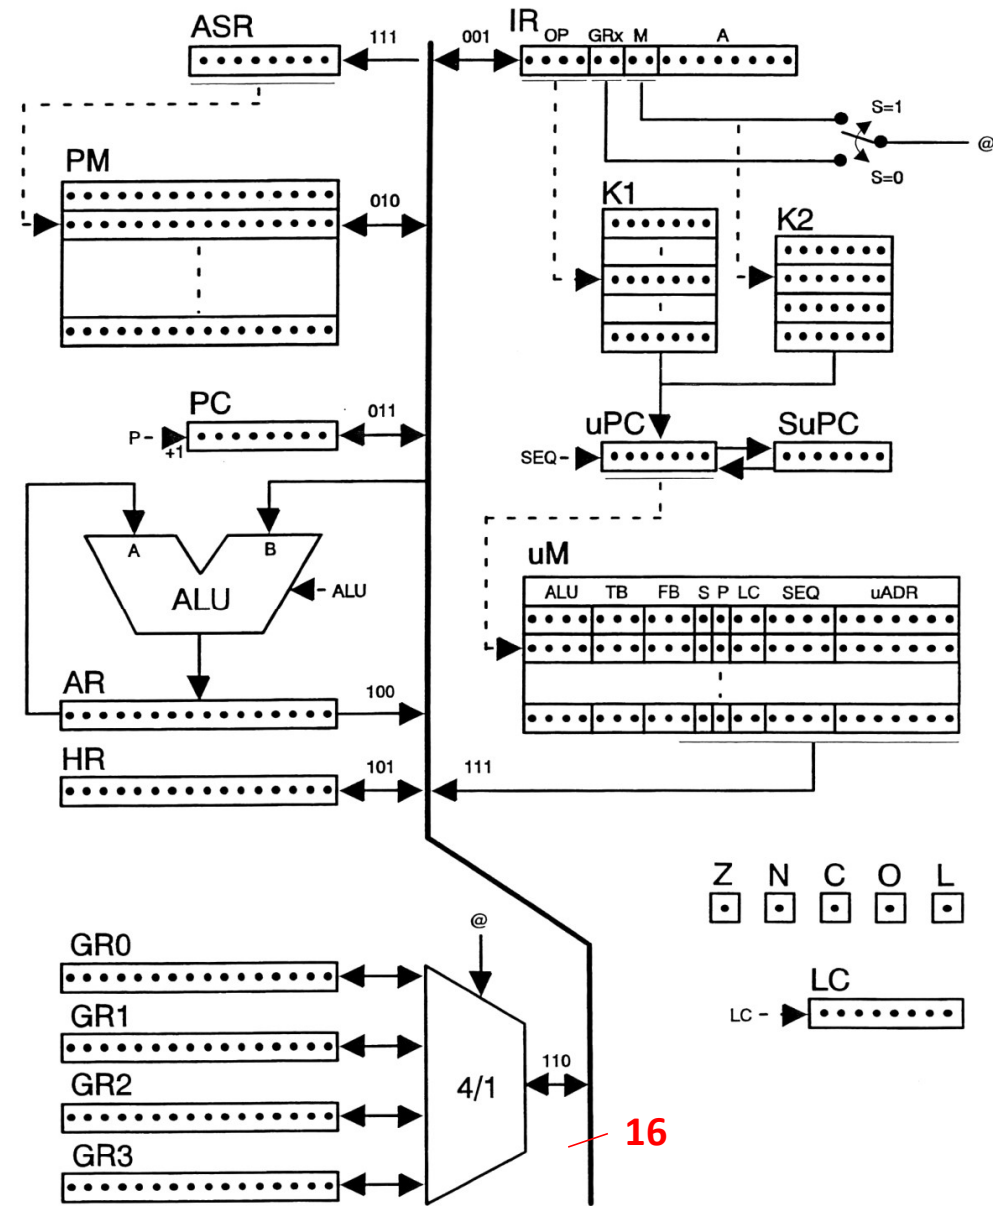 ASR
111
001
IR
OP GRx M A
S=1
@
S=0
PM
010
K1
K2
PC
011
P
+1
uPC
SuPC
SEQ
A
B
ALU
ALU
uM
ALU TB FB S P LC SEQ uADR
AR
100
HR
101
111
Z N C O L
@
GR0
GR1
GR2
GR3
4/1
110
LC
LC
16